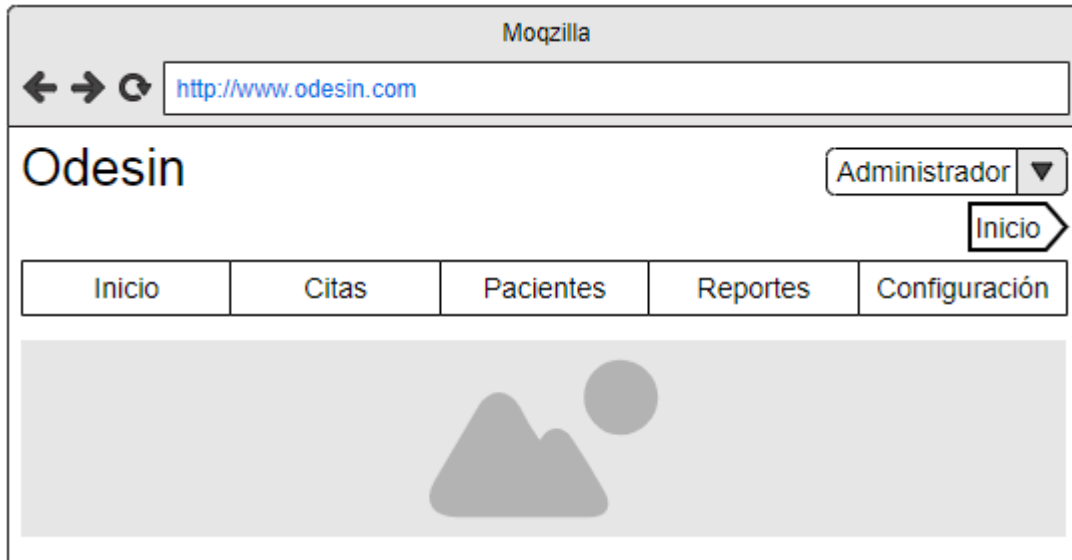 Moqzilla
http://www.odesin.com
Odesin
Administrador
Inicio
Inicio Citas Pacientes Reportes Configuración